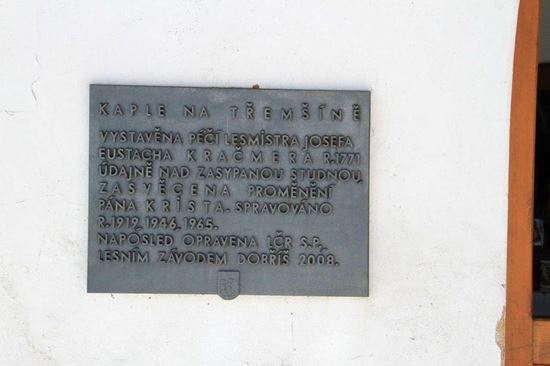 KAPLE NA TŘEMŠÍNĚ
VYSTAVĚNA PÉČÍ LESMISTRA JOSEFA
EUSTACHA KRAČMERA R.1771
ÚDAJNĚ NAD ZASYPANOU STUDNOU,
ZASVĚCENA PROMĚNĚNÍ
PÁNA KRISTA. SPRAVOVÁNO
R.1919, 1946, 1965.
NAPOSLED OPRAVENA LČR S.P.
LESNÍM ZÁVODEM DOBŘÍŠ 2008.